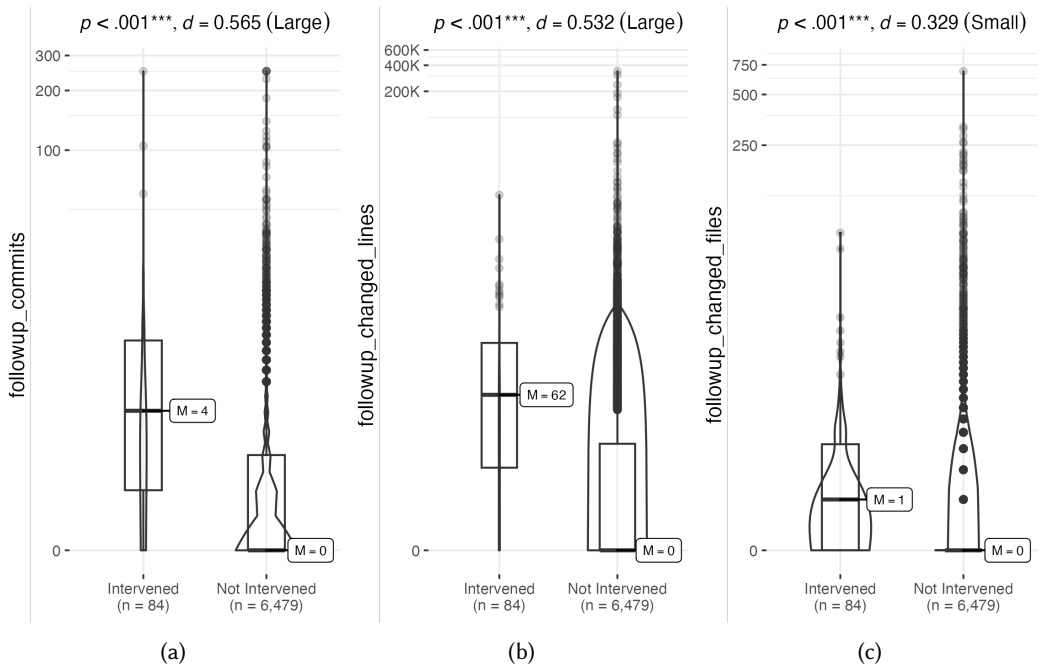 p < .001***, d = 0.565 (Large)
followup_commits
300
200
100
0
M = 4
M = 0
Intervened
(n = 84)
Not Intervened
(n = 6,479)
(a)
p < .001***, d = 0.532 (Large)
followup_changed_lines
600K
400K
200K
0
M = 62
M = 0
Intervened
(n = 84)
Not Intervened
(n = 6,479)
(b)
p < .001***, d = 0.329 (Small)
followup_changed_files
750
500
250
0
M = 1
M = 0
Intervened
(n = 84)
Not Intervened
(n = 6,479)
(c)